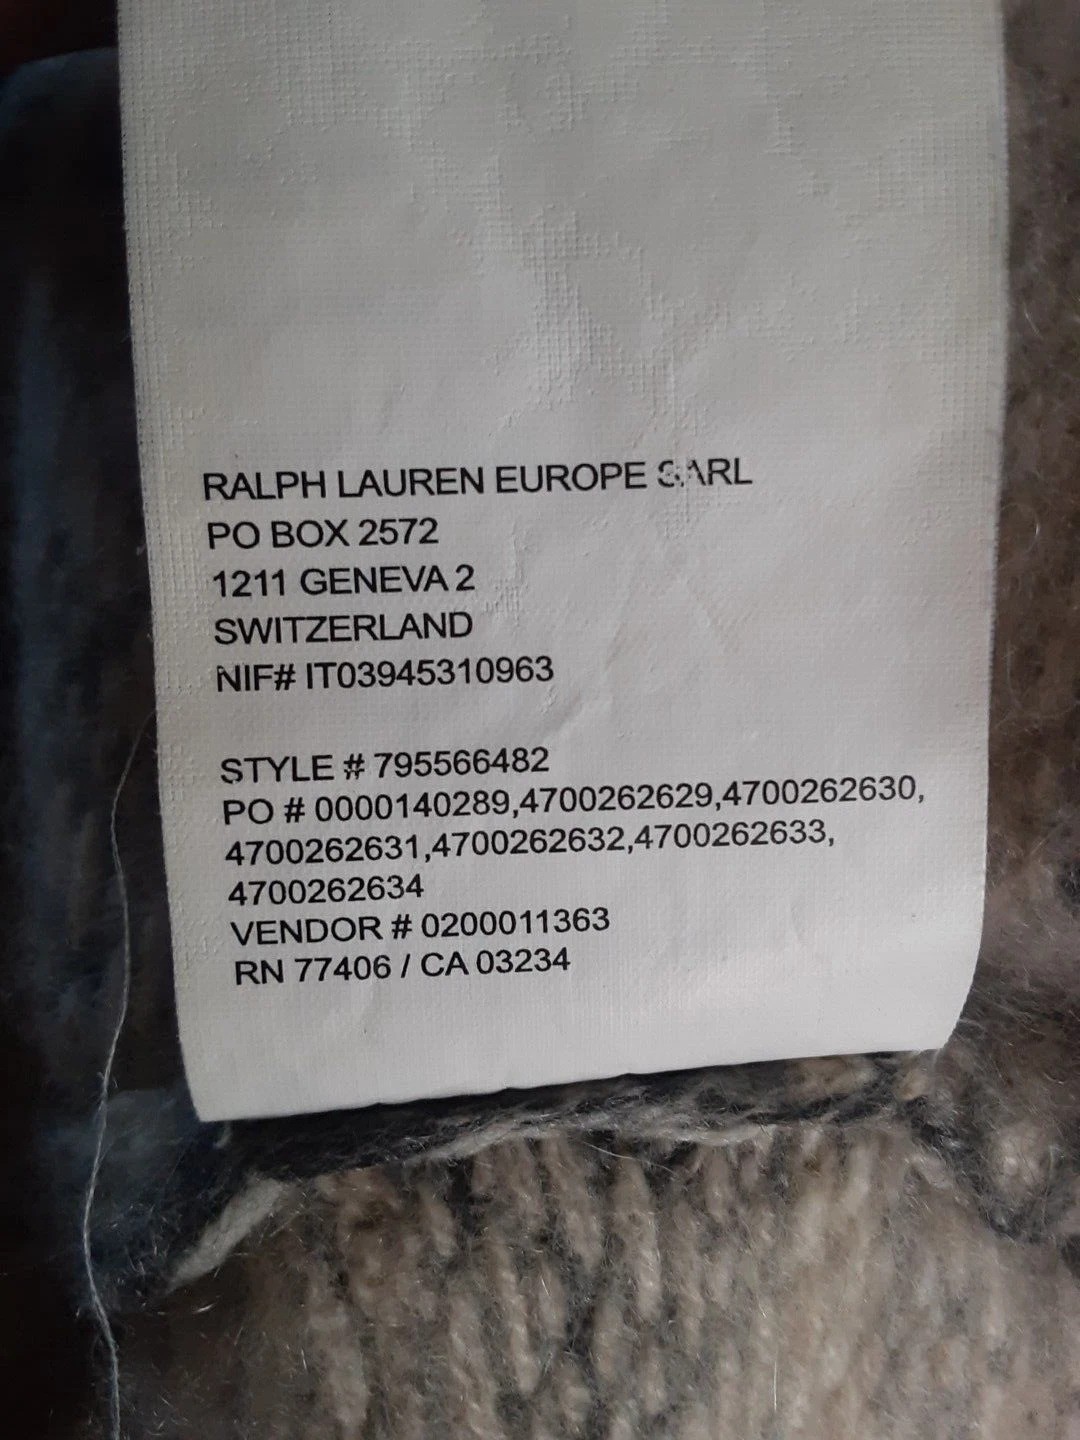 RALPH LAUREN EUROPE SARL
PO BOX 2572
1211 GENEVA 2
SWITZERLAND
NIF# IT03945310963
STYLE # 795566482
PO # 0000140289,4700262629,4700262630,
4700262631,4700262632,4700262633,
4700262634
VENDOR # 0200011363
RN 77406 / CA 03234